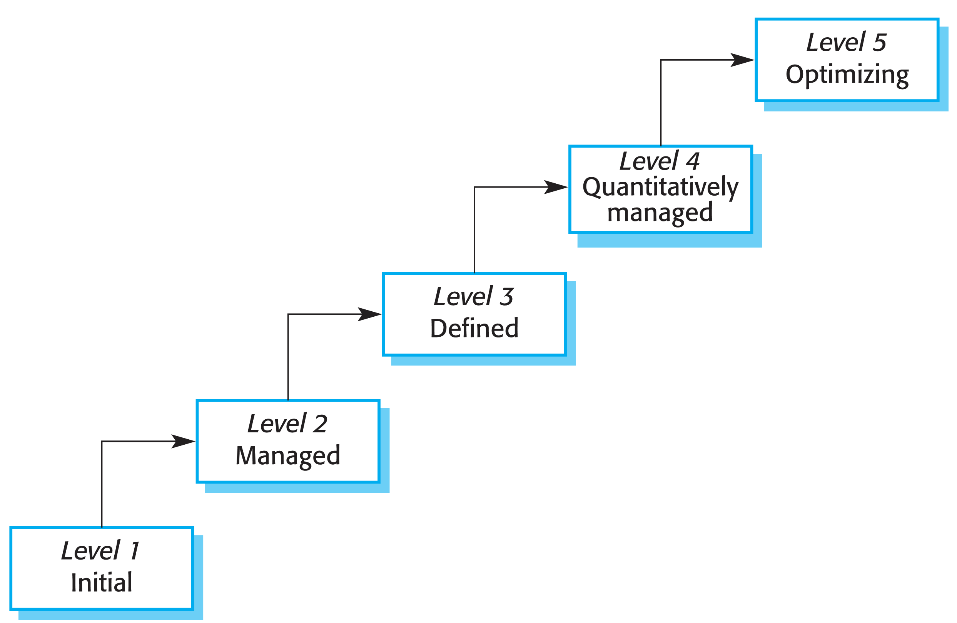 Level 5
Optimizing
Level 4
Quantitatively
managed
Level 3
Defined
Level 2
Managed
Level 1
Initial